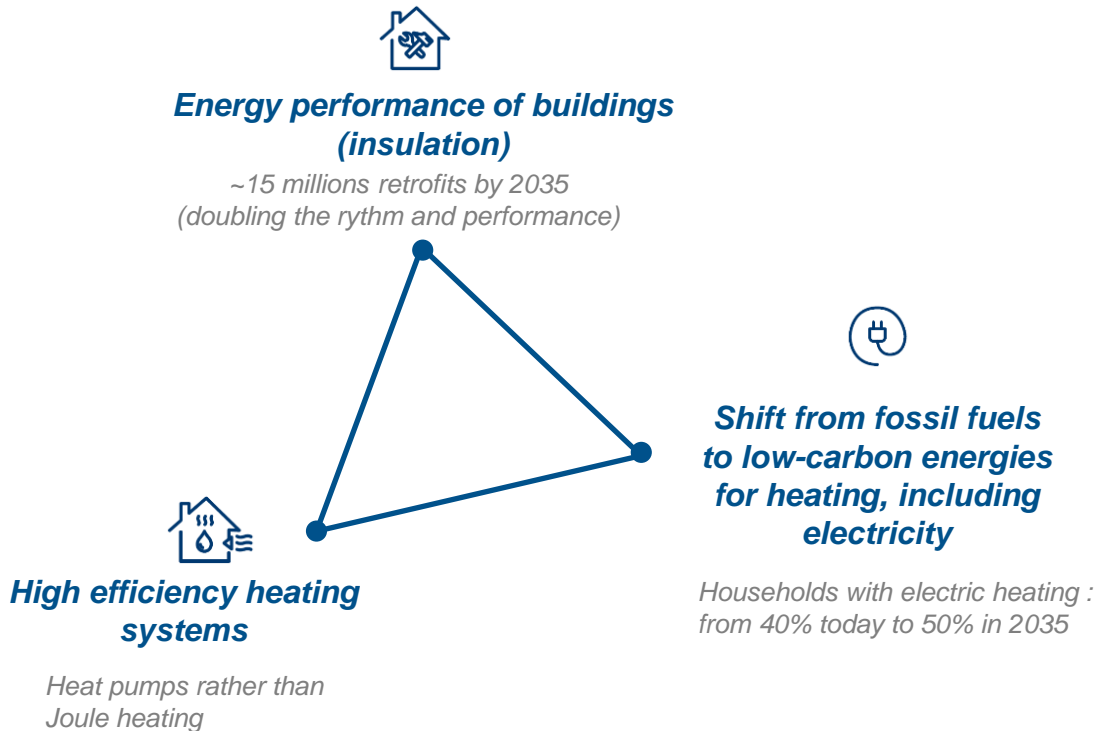 Energy performance of buildings
(insulation)
~15 millions retrofits by 2035
(doubling the rythm and performance)
Shift from fossil fuels
to low-carbon energies
for heating, including
electricity
Households with electric heating :
from 40% today to 50% in 2035
High efficiency heating
systems
Heat pumps rather than
Joule heating